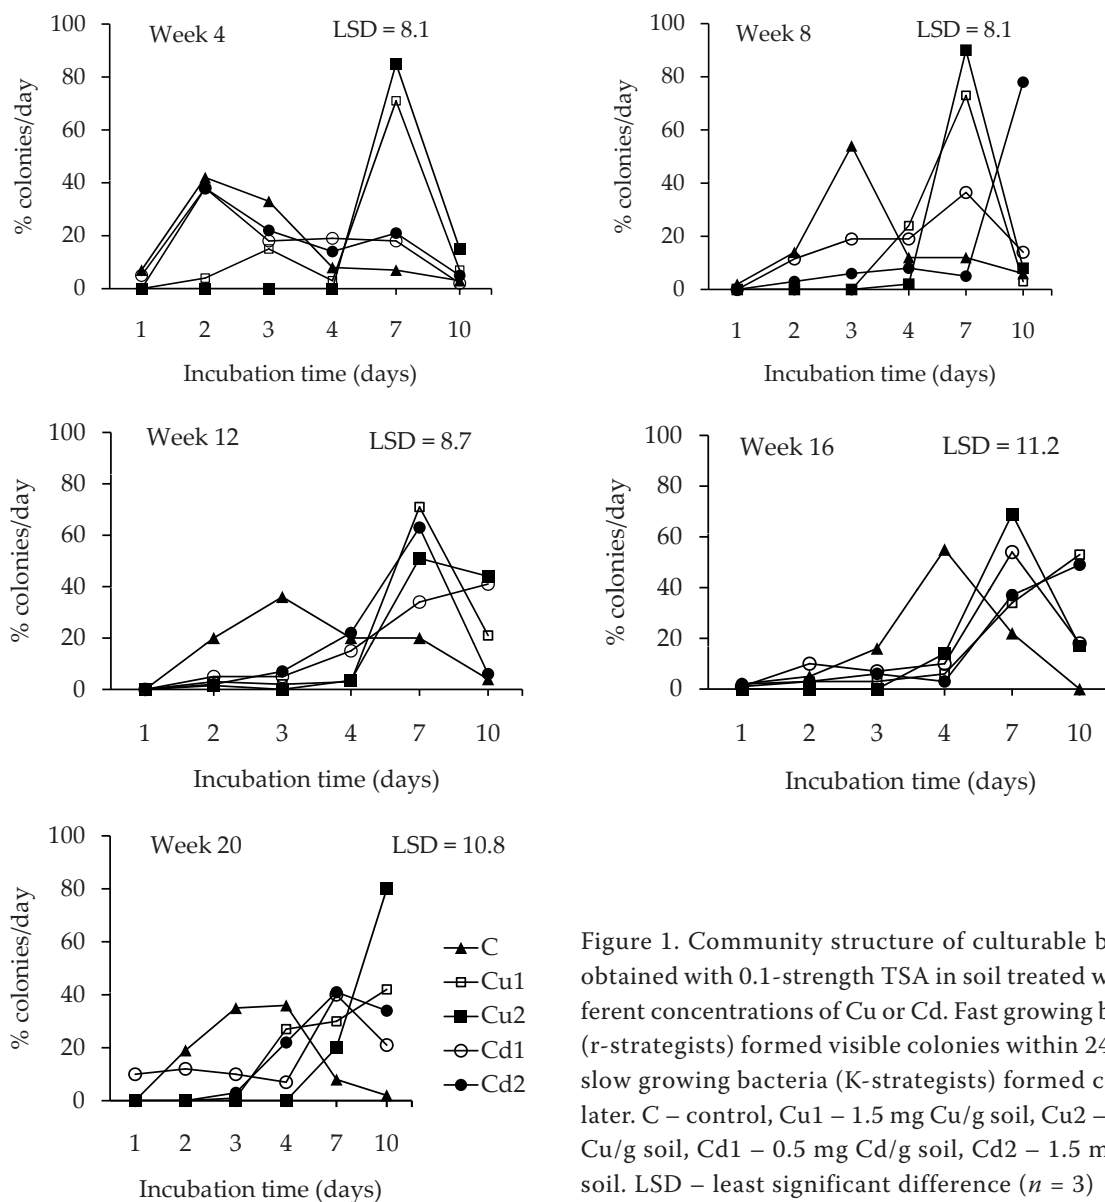 Week 4
LSD = 8.1
% colonies/day
100
80
60
40
20
0
1 2 3 4 7 10
Incubation time (days)
Week 8
LSD = 8.1
% colonies/day
100
80
60
40
20
0
1 2 3 4 7 10
Incubation time (days)
Week 12
LSD = 8.7
% colonies/day
100
80
60
40
20
0
1 2 3 4 7 10
Incubation time (days)
Week 16
LSD = 11.2
% colonies/day
100
80
60
40
20
0
1 2 3 4 7 10
Incubation time (days)
Week 20
LSD = 10.8
% colonies/day
100
80
60
40
20
0
1 2 3 4 7 10
Incubation time (days)
C
Cu1
Cu2
Cd1
Cd2
Figure 1. Community structure of culturable b
obtained with 0.1-strength TSA in soil treated w
ferent concentrations of Cu or Cd. Fast growing b
(r-strategists) formed visible colonies within 24
slow growing bacteria (K-strategists) formed c
later. C – control, Cu1 – 1.5 mg Cu/g soil, Cu2 –
Cu/g soil, Cd1 – 0.5 mg Cd/g soil, Cd2 – 1.5 m
soil. LSD – least significant difference (n = 3)